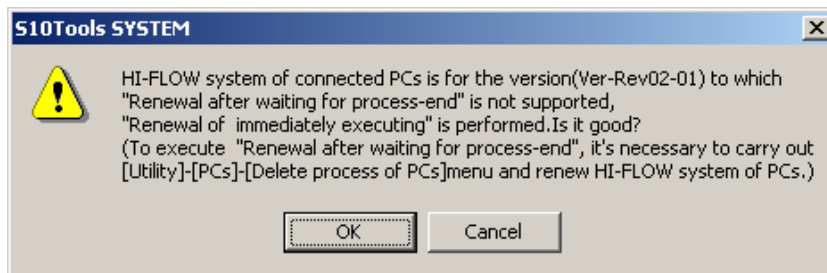 S10Tools SYSTEM
HI-FLOW system of connected PCs is for the version(Ver-Rev02-01) to which
"Renewal after waiting for process-end" is not supported,
"Renewal of  immediately executing" is performed.Is it good?
(To execute  "Renewal after waiting for process-end", it's necessary to carry out
[Utility]-[PCs]-[Delete process of PCs]menu and renew HI-FLOW system of PCs.)
OK Cancel